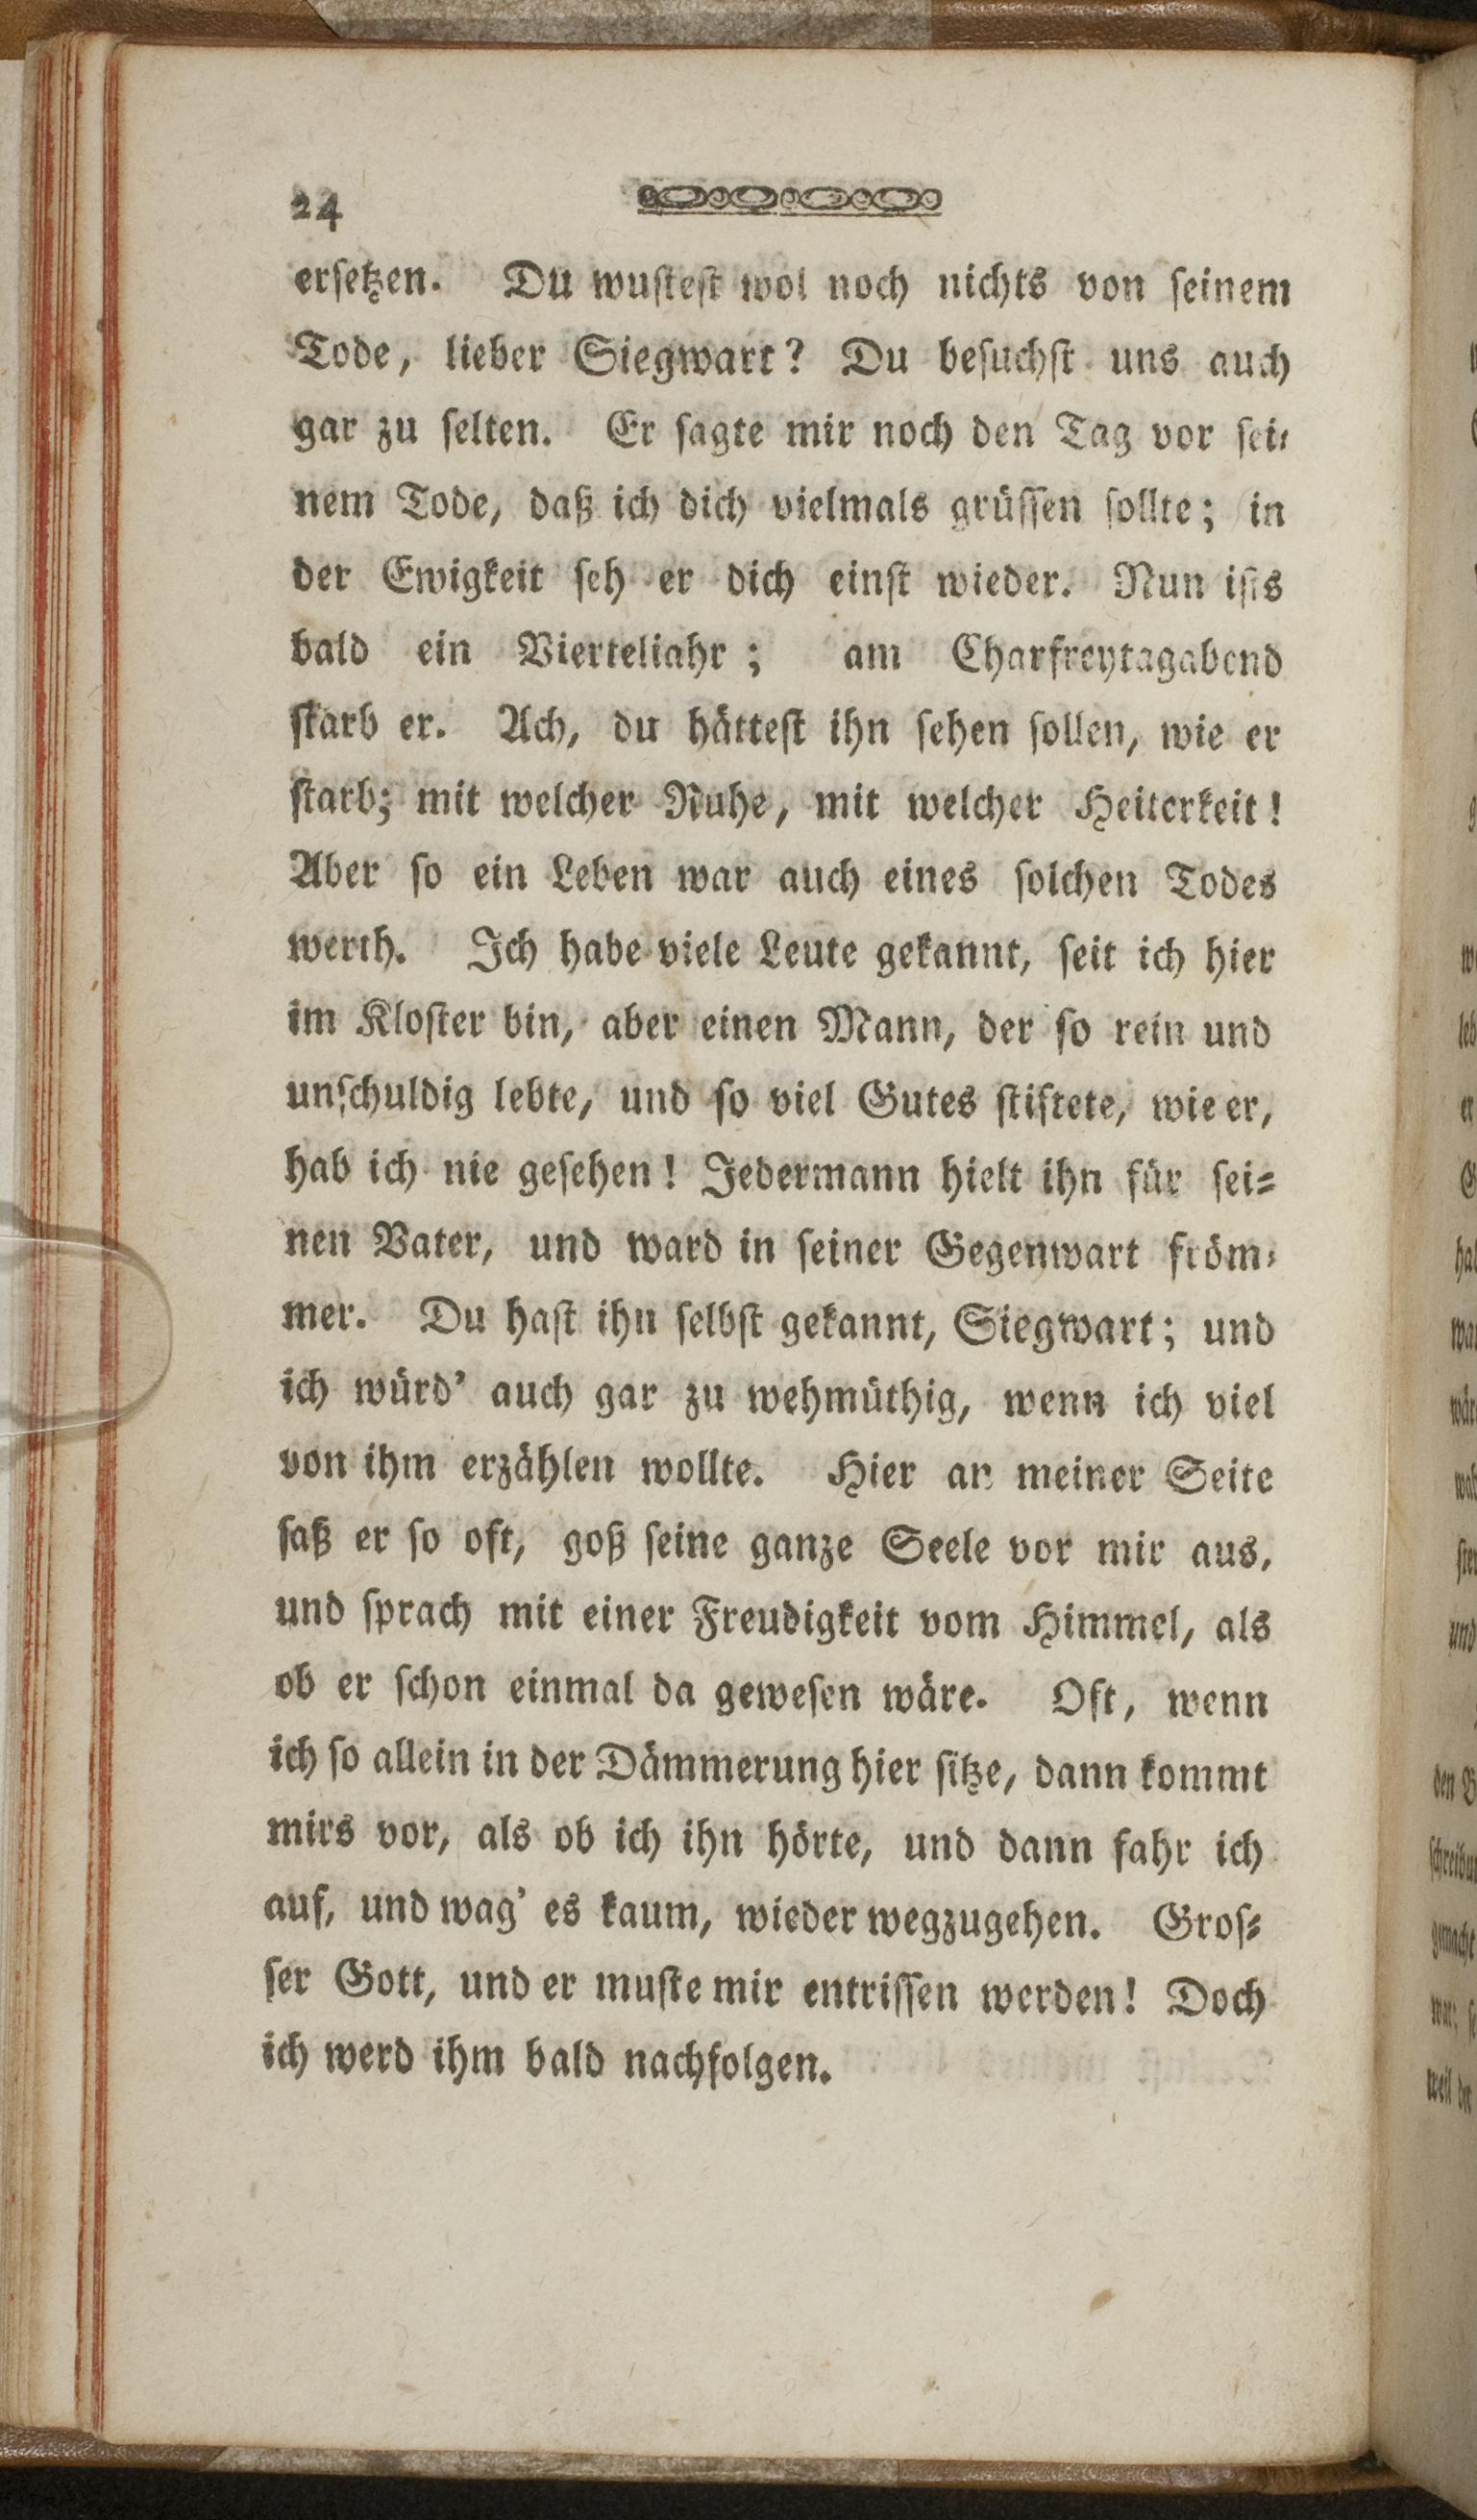 24
ersetzen. Du wustest wol noch nichts von seinem
Tode, lieber Siegwart? Du besuchst uns auch
gar zu selten. Er sagte mir noch den Tag vor sei-
nem Tode, daß ich dich vielmals grüssen sollte; in
der Ewigkeit seh er dich einst wieder. Nun ists
bald ein Vierteliahr; am Charfreytagabend
starb er. Ach, du hättest ihn sehen sollen, wie er
starb; mit welcher Ruhe, mit welcher Heiterkeit!
Aber so ein Leben war auch eines solchen Todes
werth. Ich habe viele Leute gekannt, seit ich hier
im Kloster bin, aber einen Mann, der so rein und
unschuldig lebte, und so viel Gutes stiftete, wie er,
hab ich nie gesehen! Jedermann hielt ihn für sei-
nen Vater, und ward in seiner Gegenwart fröm-
mer. Du hast ihn selbst gekannt, Siegwart; und
ich würd' auch gar zu wehmüthig, wenn ich viel
von ihm erzählen wollte. Hier an meiner Seite
saß er so oft, goß seine ganze Seele vor mir aus,
und sprach mit einer Freudigkeit vom Himmel, als
ob er schon einmal da gewesen wäre. Oft, wenn
ich so allein in der Dämmerung hier sitze, dann kommt
mirs vor, als ob ich ihn hörte, und dann fahr ich
auf, und wag' es kaum, wieder wegzugehen. Gros-
ser Gott, und er muste mir entrissen werden! Doch
ich werd ihm bald nachfolgen.